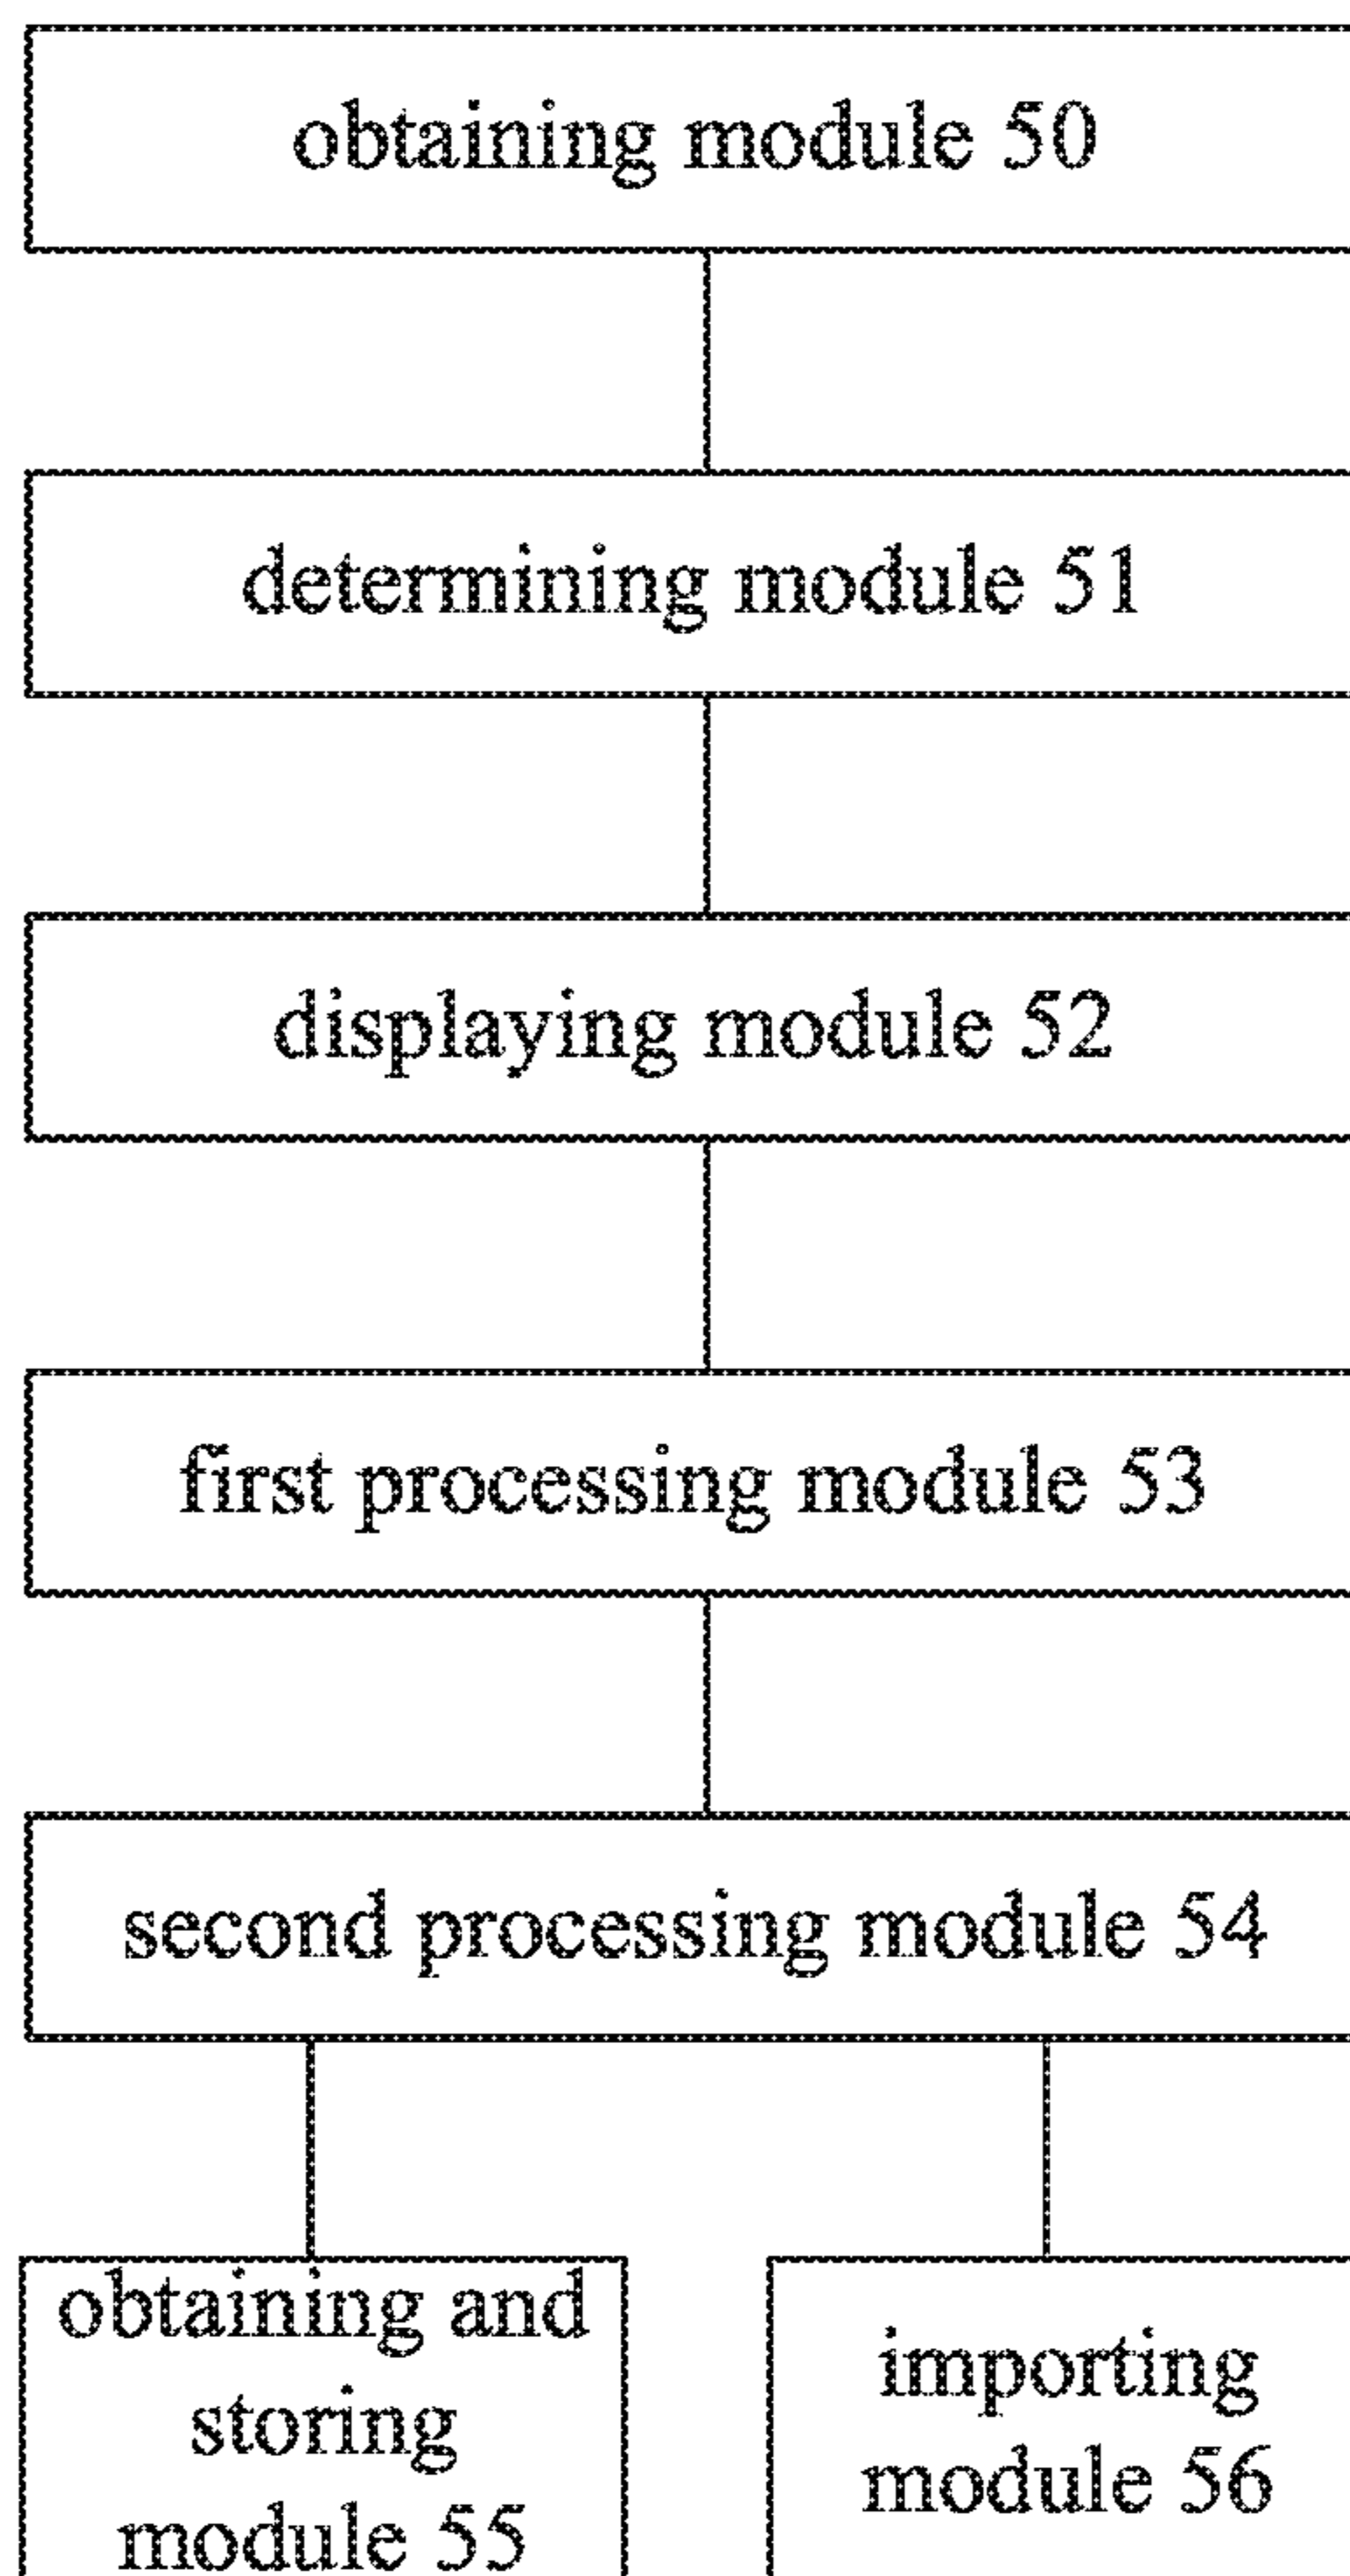 obtaining module 50
determining module 51
displaying module 52
first processing module 53
second processing module 54
obtaining and
storing
module 55
importing
module 56